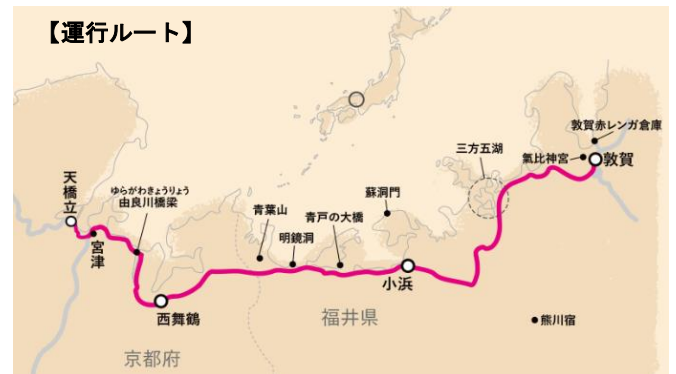 【運行ルート】
敦賀赤レンガ倉庫
氣比神宮
敦賀
三方五湖
天橋立
ゆらがわきょうりょう
由良川橋梁
蘇洞門
青葉山
青戸の大橋
宮津
明鏡洞
小浜
西舞鶴
福井県
熊川宿
京都府